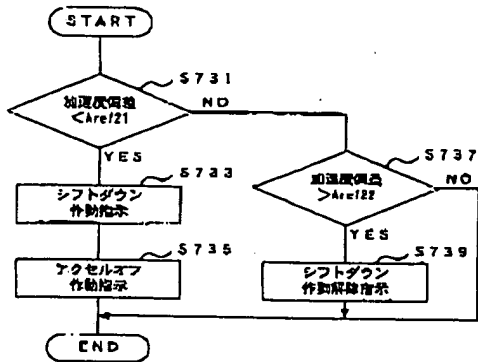 START
S731
加速度偏差
<Aref21
NO
YES
S733
シフトダウン
作動指示
S735
アクセルオフ
作動指示
S737
加速度偏差
>Aref22
NO
YES
S739
シフトダウン
作動解除指示
END